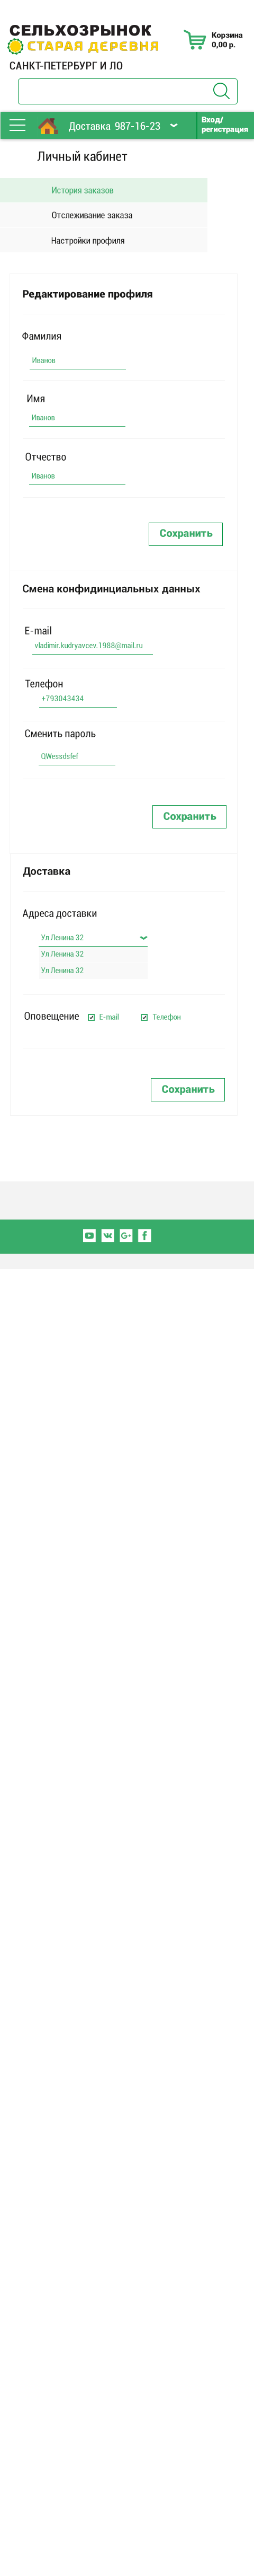 СЕЛЬХОЗРЫНОК
СТАРАЯ ДЕРЕВНЯ
САНКТ-ПЕТЕРБУРГ И ЛО
Корзина
0,00 р.
Доставка 987-16-23
Вход/
регистрация
Личный кабинет
История заказов
Отслеживание заказа
Настройки профиля
Редактирование профиля
Фамилия
Иванов
Имя
Иванов
Отчество
Иванов
Сохранить
Смена конфидинциальных данных
E-mail
vladimir.kudryavcev.1988@mail.ru
Телефон
+793043434
Сменить пароль
QWessdsfef
Сохранить
Доставка
Адреса доставки
Ул Ленина 32
Ул Ленина 32
Ул Ленина 32
Оповещение E-mail Телефон
Сохранить